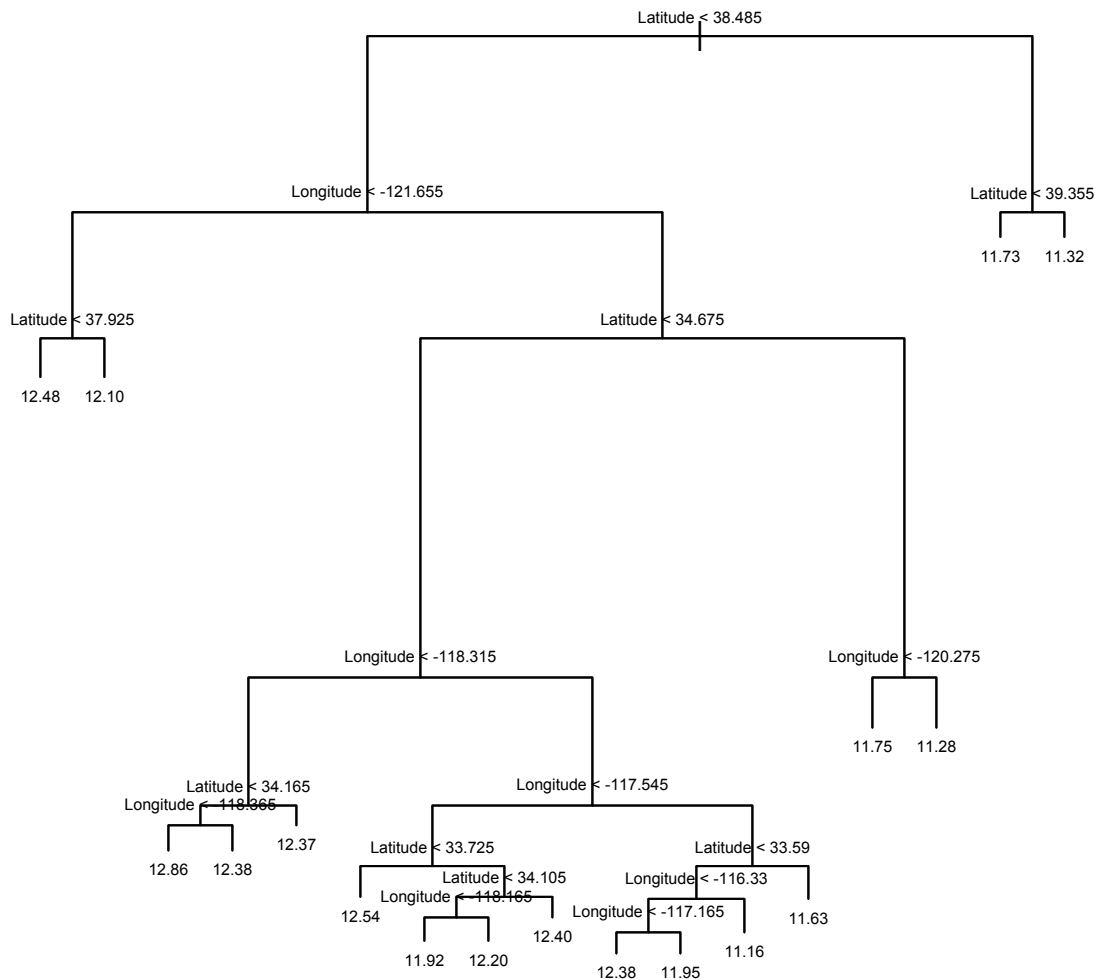 Latitude < 38.485
Longitude < -121.655
Latitude < 39.355
11.73
11.32
Latitude < 37.925
Latitude < 34.675
12.48
12.10
Longitude < -118.315
Longitude < -120.275
11.75
11.28
Latitude < 34.165
Longitude < -117.545
Longitude < -118.365
12.37
12.86
12.38
Latitude < 33.725
Latitude < 33.59
Latitude < 34.105
Longitude < -116.33
Longitude < -118.165
12.54
Longitude < -117.165
11.63
12.40
11.16
11.92
12.20
12.38
11.95